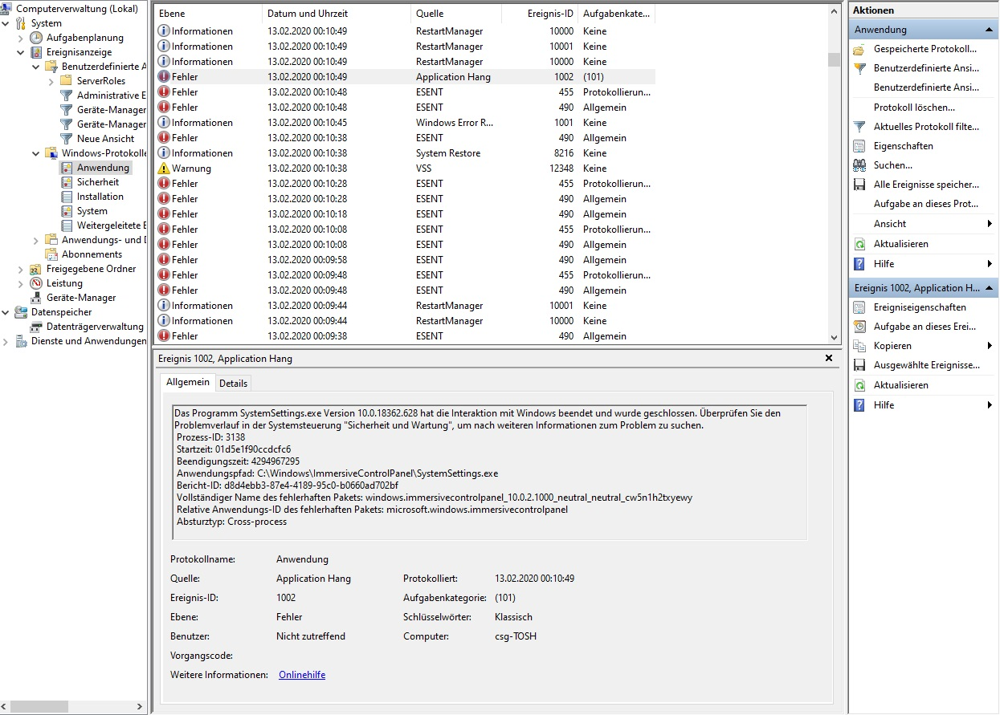 Computerverwaltung (Lokal)
System
Aufgabenplanung
Ereignisanzeige
Benutzerdefinierte A
ServerRoles
Administrative E
Geräte-Manager
Geräte-Manager
Neue Ansicht
Windows-Protokolle
Anwendung
Sicherheit
Installation
System
Weitergeleitete E
Anwendungs- und D
Abonnements
Freigegebene Ordner
Leistung
Geräte-Manager
Datenspeicher
Datenträgerverwaltung
Dienste und Anwendungen
Ebene Datum und Uhrzeit Quelle Ereignis-ID Aufgabenkate...
Informationen 13.02.2020 00:10:49 RestartManager 10000 Keine
Informationen 13.02.2020 00:10:49 RestartManager 10001 Keine
Informationen 13.02.2020 00:10:49 RestartManager 10000 Keine
Fehler 13.02.2020 00:10:49 Application Hang 1002 (101)
Fehler 13.02.2020 00:10:48 ESENT 455 Protokollierun...
Fehler 13.02.2020 00:10:48 ESENT 490 Allgemein
Informationen 13.02.2020 00:10:45 Windows Error R... 1001 Keine
Fehler 13.02.2020 00:10:38 ESENT 490 Allgemein
Informationen 13.02.2020 00:10:38 System Restore 8216 Keine
Warnung 13.02.2020 00:10:38 VSS 12348 Keine
Fehler 13.02.2020 00:10:28 ESENT 455 Protokollierun...
Fehler 13.02.2020 00:10:28 ESENT 490 Allgemein
Fehler 13.02.2020 00:10:18 ESENT 490 Allgemein
Fehler 13.02.2020 00:10:08 ESENT 455 Protokollierun...
Fehler 13.02.2020 00:10:08 ESENT 490 Allgemein
Fehler 13.02.2020 00:09:58 ESENT 490 Allgemein
Fehler 13.02.2020 00:09:48 ESENT 455 Protokollierun...
Fehler 13.02.2020 00:09:48 ESENT 490 Allgemein
Informationen 13.02.2020 00:09:44 RestartManager 10001 Keine
Informationen 13.02.2020 00:09:44 RestartManager 10000 Keine
Fehler 13.02.2020 00:09:38 ESENT 490 Allgemein
Ereignis 1002, Application Hang
Allgemein Details
Das Programm SystemSettings.exe Version 10.0.18362.628 hat die Interaktion mit Windows beendet und wurde geschlossen. Überprüfen Sie den
Problemverlauf in der Systemsteuerung "Sicherheit und Wartung", um nach weiteren Informationen zum Problem zu suchen.
Prozess-ID: 3138
Startzeit: 01d5e1f90ccdcfc6
Beendigungszeit: 4294967295
Anwendungspfad: C:\Windows\ImmersiveControlPanel\SystemSettings.exe
Bericht-ID: d8d4ebb3-87e4-4189-95c0-b0660ad702bf
Vollständiger Name des fehlerhaften Pakets: windows.immersivecontrolpanel_10.0.2.1000_neutral_neutral_cw5n1h2txyewy
Relative Anwendungs-ID des fehlerhaften Pakets: microsoft.windows.immersivecontrolpanel
Absturztyp: Cross-process
Protokollname: Anwendung
Quelle: Application Hang Protokolliert: 13.02.2020 00:10:49
Ereignis-ID: 1002 Aufgabenkategorie: (101)
Ebene: Fehler Schlüsselwörter: Klassisch
Benutzer: Nicht zutreffend Computer: csg-TOSH
Vorgangscode:
Weitere Informationen: Onlinehilfe
Aktionen
Anwendung
Gespeicherte Protokoll...
Benutzerdefinierte Ansi...
Benutzerdefinierte Ansi...
Protokoll löschen...
Aktuelles Protokoll filte...
Eigenschaften
Suchen...
Alle Ereignisse speicher...
Aufgabe an dieses Prot...
Ansicht
Aktualisieren
Hilfe
Ereignis 1002, Application H...
Ereigniseigenschaften
Aufgabe an dieses Erei...
Kopieren
Ausgewählte Ereignisse...
Aktualisieren
Hilfe